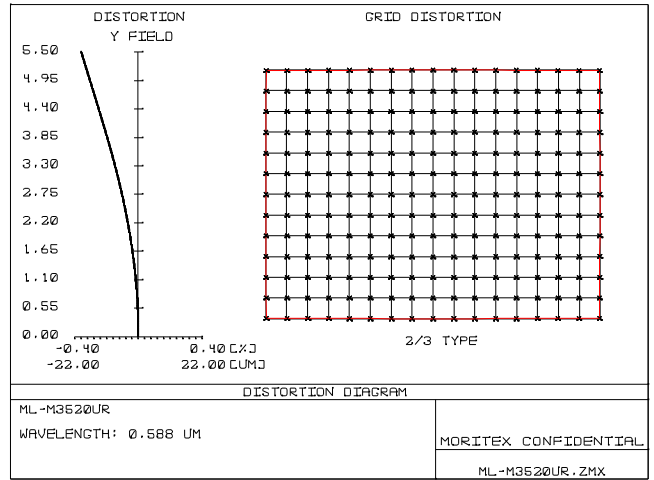 DISTORTION
Y FIELD
5.50
4.95
4.40
3.85
3.30
2.75
2.20
1.65
1.10
0.55
0.00
-0.40 0.40[%]
-22.00 22.00[UM]
GRID DISTORTION
2/3 TYPE
DISTORTION DIAGRAM
ML-M3520UR
WAVELENGTH: 0.588 UM
MORITEX CONFIDENTIAL
ML-M3520UR.ZMX